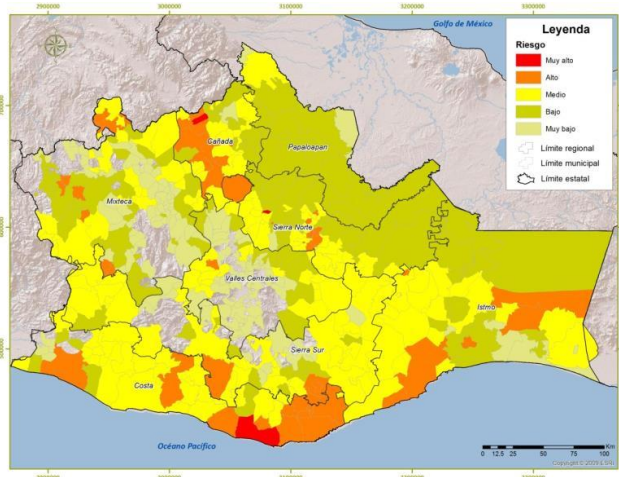 2900000 3000000 3100000 3200000 3300000
Golfo de México
Leyenda
Riesgo
Muy alto
Alto
Medio
Bajo
Muy bajo
Límite regional
Límite municipal
Límite estatal
Cañada
Papaloapan
Mixteca
Sierra Norte
Valles Centrales
Istmo
Sierra Sur
Costa
Océano Pacífico
Km
0 12.5 25 50 75 100